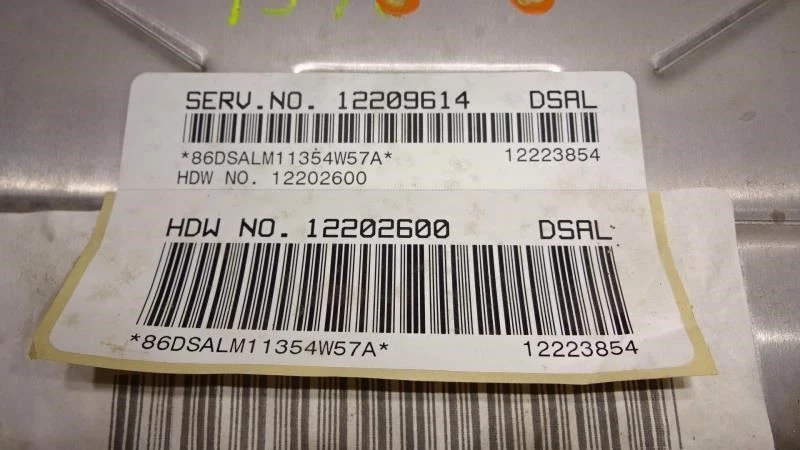 SERV.NO. 12209614 DSAL
*86DSALM11354W57A* 12223854
HDW NO. 12202600
HDW NO. 12202600 DSAL
*86DSALM11354W57A* 12223854